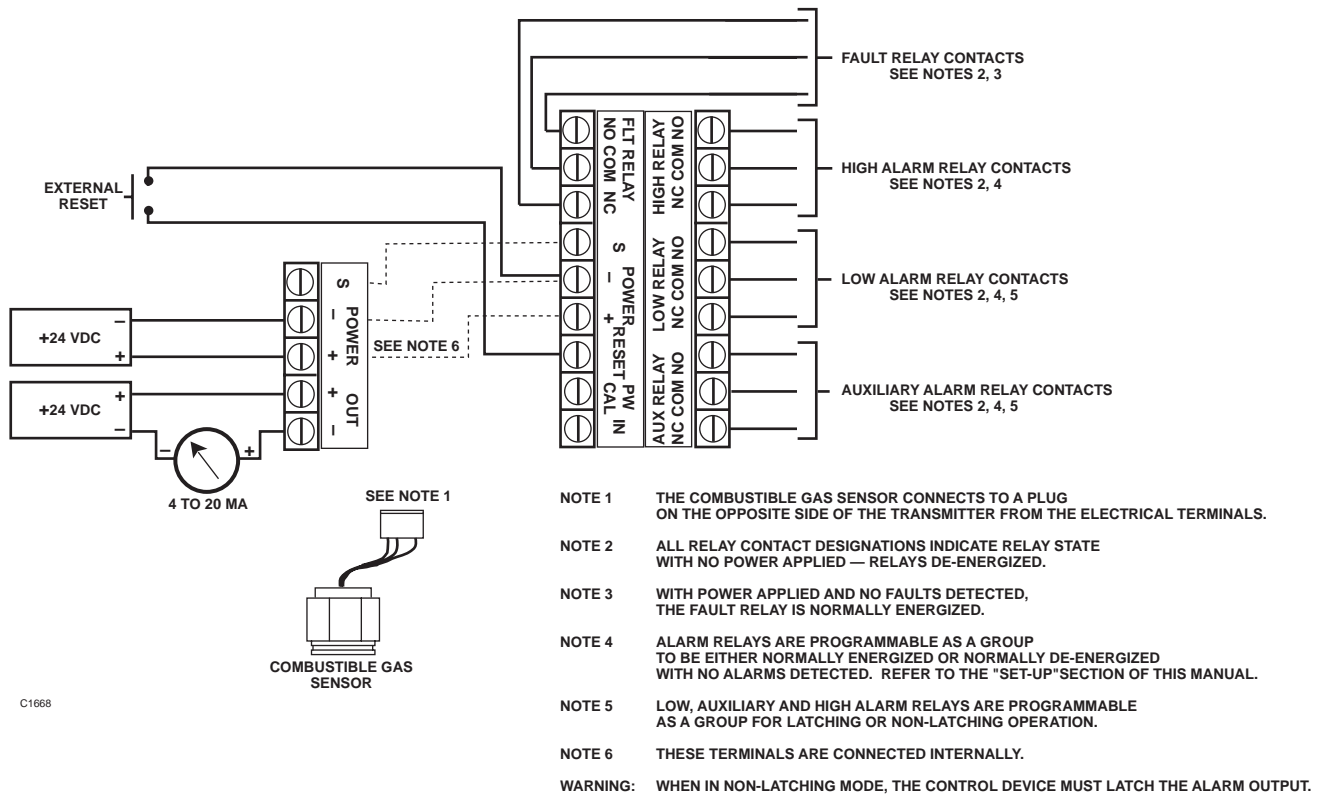 FAULT RELAY CONTACTS
SEE NOTES 2, 3
FLT RELAY
NO COM NC
HIGH RELAY
NC COM NO
HIGH ALARM RELAY CONTACTS
SEE NOTES 2, 4
EXTERNAL
RESET
S
POWER
– +
LOW RELAY
NC COM NO
LOW ALARM RELAY CONTACTS
SEE NOTES 2, 4, 5
S
POWER
– +
+24 VDC
–
+
SEE NOTE 6
RESET
PW
CAL IN
AUX RELAY
NC COM NO
AUXILIARY ALARM RELAY CONTACTS
SEE NOTES 2, 4, 5
+24 VDC
+
–
OUT
+ –
– +
4 TO 20 MA
SEE NOTE 1
COMBUSTIBLE GAS
SENSOR
C1668
NOTE 1 THE COMBUSTIBLE GAS SENSOR CONNECTS TO A PLUG
ON THE OPPOSITE SIDE OF THE TRANSMITTER FROM THE ELECTRICAL TERMINALS.
NOTE 2 ALL RELAY CONTACT DESIGNATIONS INDICATE RELAY STATE
WITH NO POWER APPLIED — RELAYS DE-ENERGIZED.
NOTE 3 WITH POWER APPLIED AND NO FAULTS DETECTED,
THE FAULT RELAY IS NORMALLY ENERGIZED.
NOTE 4 ALARM RELAYS ARE PROGRAMMABLE AS A GROUP
TO BE EITHER NORMALLY ENERGIZED OR NORMALLY DE-ENERGIZED
WITH NO ALARMS DETECTED. REFER TO THE "SET-UP"SECTION OF THIS MANUAL.
NOTE 5 LOW, AUXILIARY AND HIGH ALARM RELAYS ARE PROGRAMMABLE
AS A GROUP FOR LATCHING OR NON-LATCHING OPERATION.
NOTE 6 THESE TERMINALS ARE CONNECTED INTERNALLY.
WARNING: WHEN IN NON-LATCHING MODE, THE CONTROL DEVICE MUST LATCH THE ALARM OUTPUT.